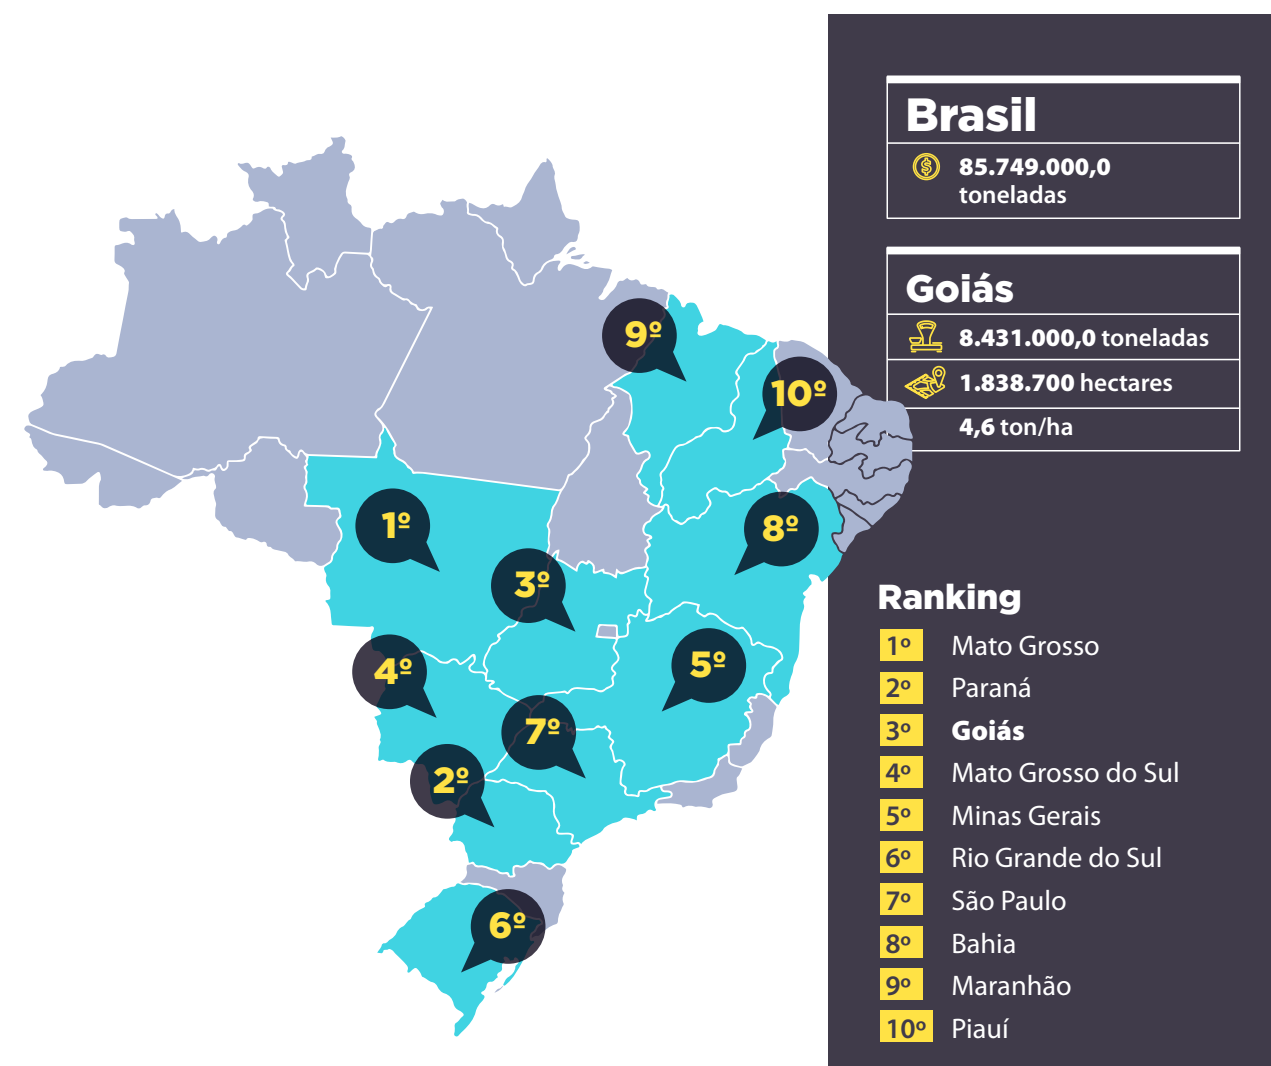 Brasil
85.749.000,0
toneladas
Goiás
8.431.000,0 toneladas
1.838.700 hectares
4,6 ton/ha
9º
10º
1º
8º
3º
5º
4º
7º
2º
6º
Ranking
1º Mato Grosso
2º Paraná
3º Goiás
4º Mato Grosso do Sul
5º Minas Gerais
6º Rio Grande do Sul
7º São Paulo
8º Bahia
9º Maranhão
10º Piauí